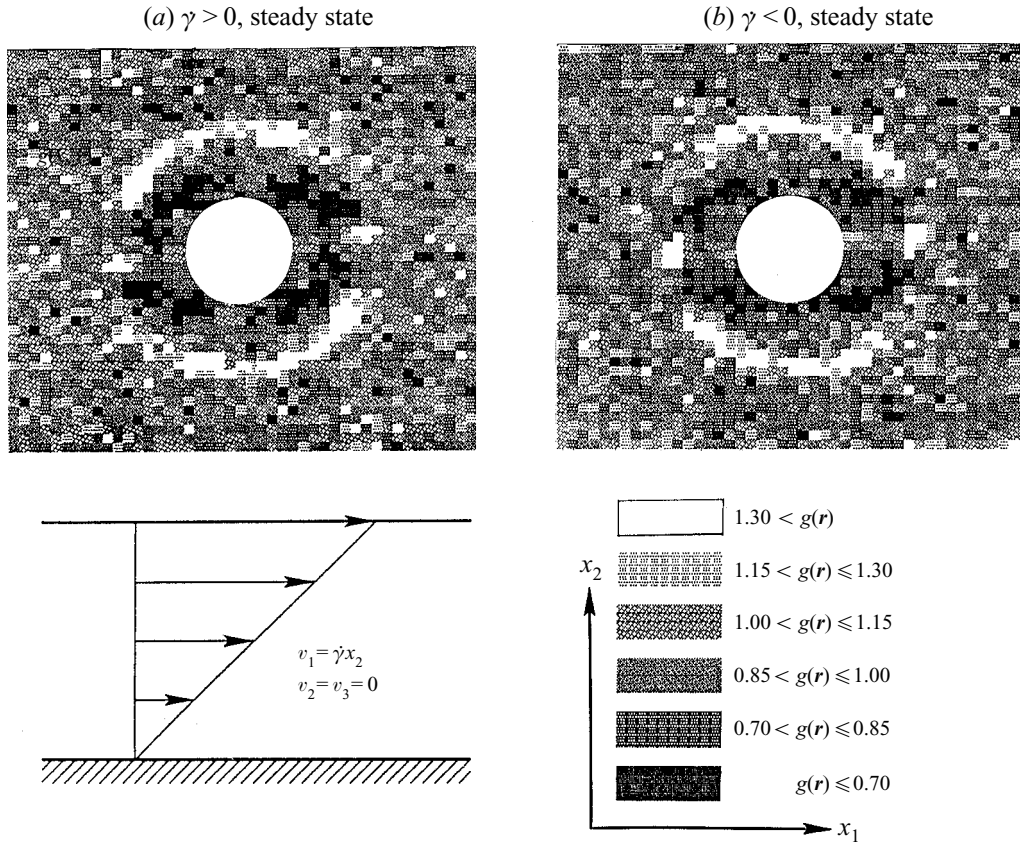 (a) γ̇ > 0, steady state
(b) γ̇ < 0, steady state
v₁ = γ̇x₂
v₂ = v₃ = 0
x₂
x₁
1.30 < g(r)
1.15 < g(r) ⩽ 1.30
1.00 < g(r) ⩽ 1.15
0.85 < g(r) ⩽ 1.00
0.70 < g(r) ⩽ 0.85
g(r) ⩽ 0.70